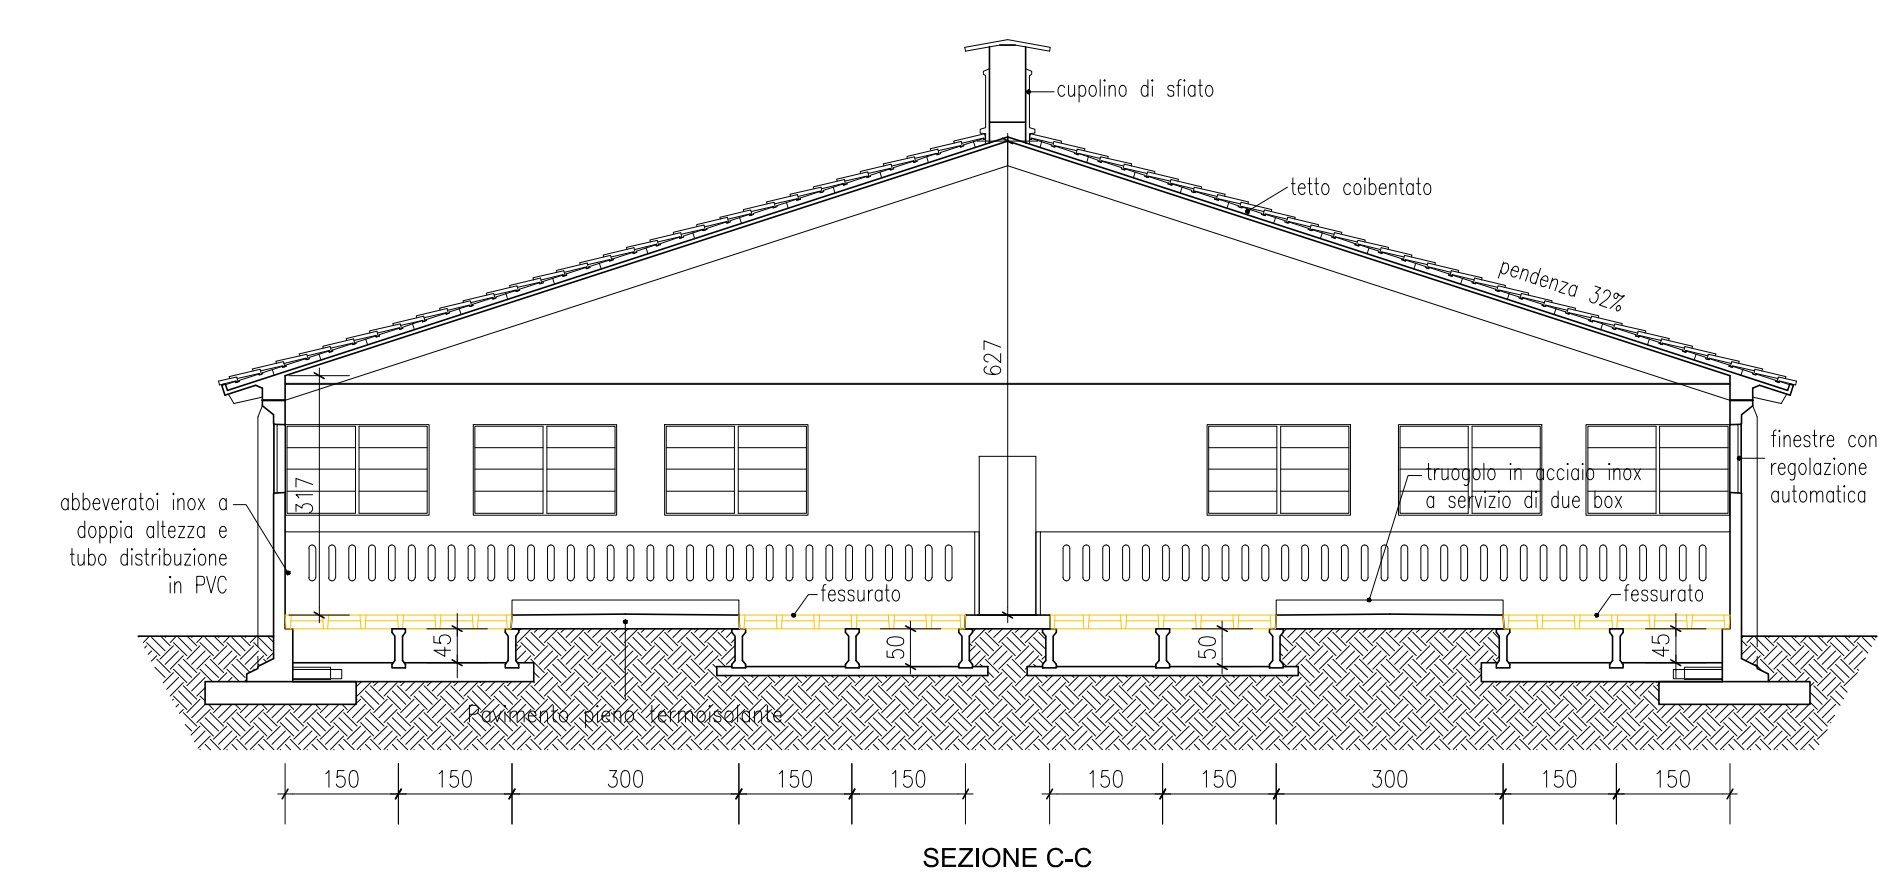 cupolino di sfiato
tetto coibentato
pendenza 32%
627
finestre con
regolazione
automatica
truogolo in acciaio inox
a servizio di due box
317
abbeveratoi inox a
doppia altezza e
tubo distribuzione
in PVC
fessurato
fessurato
45
50
50
45
Pavimento pieno termoisolante
150 150 300 150 150 150 150 300 150 150
SEZIONE C-C